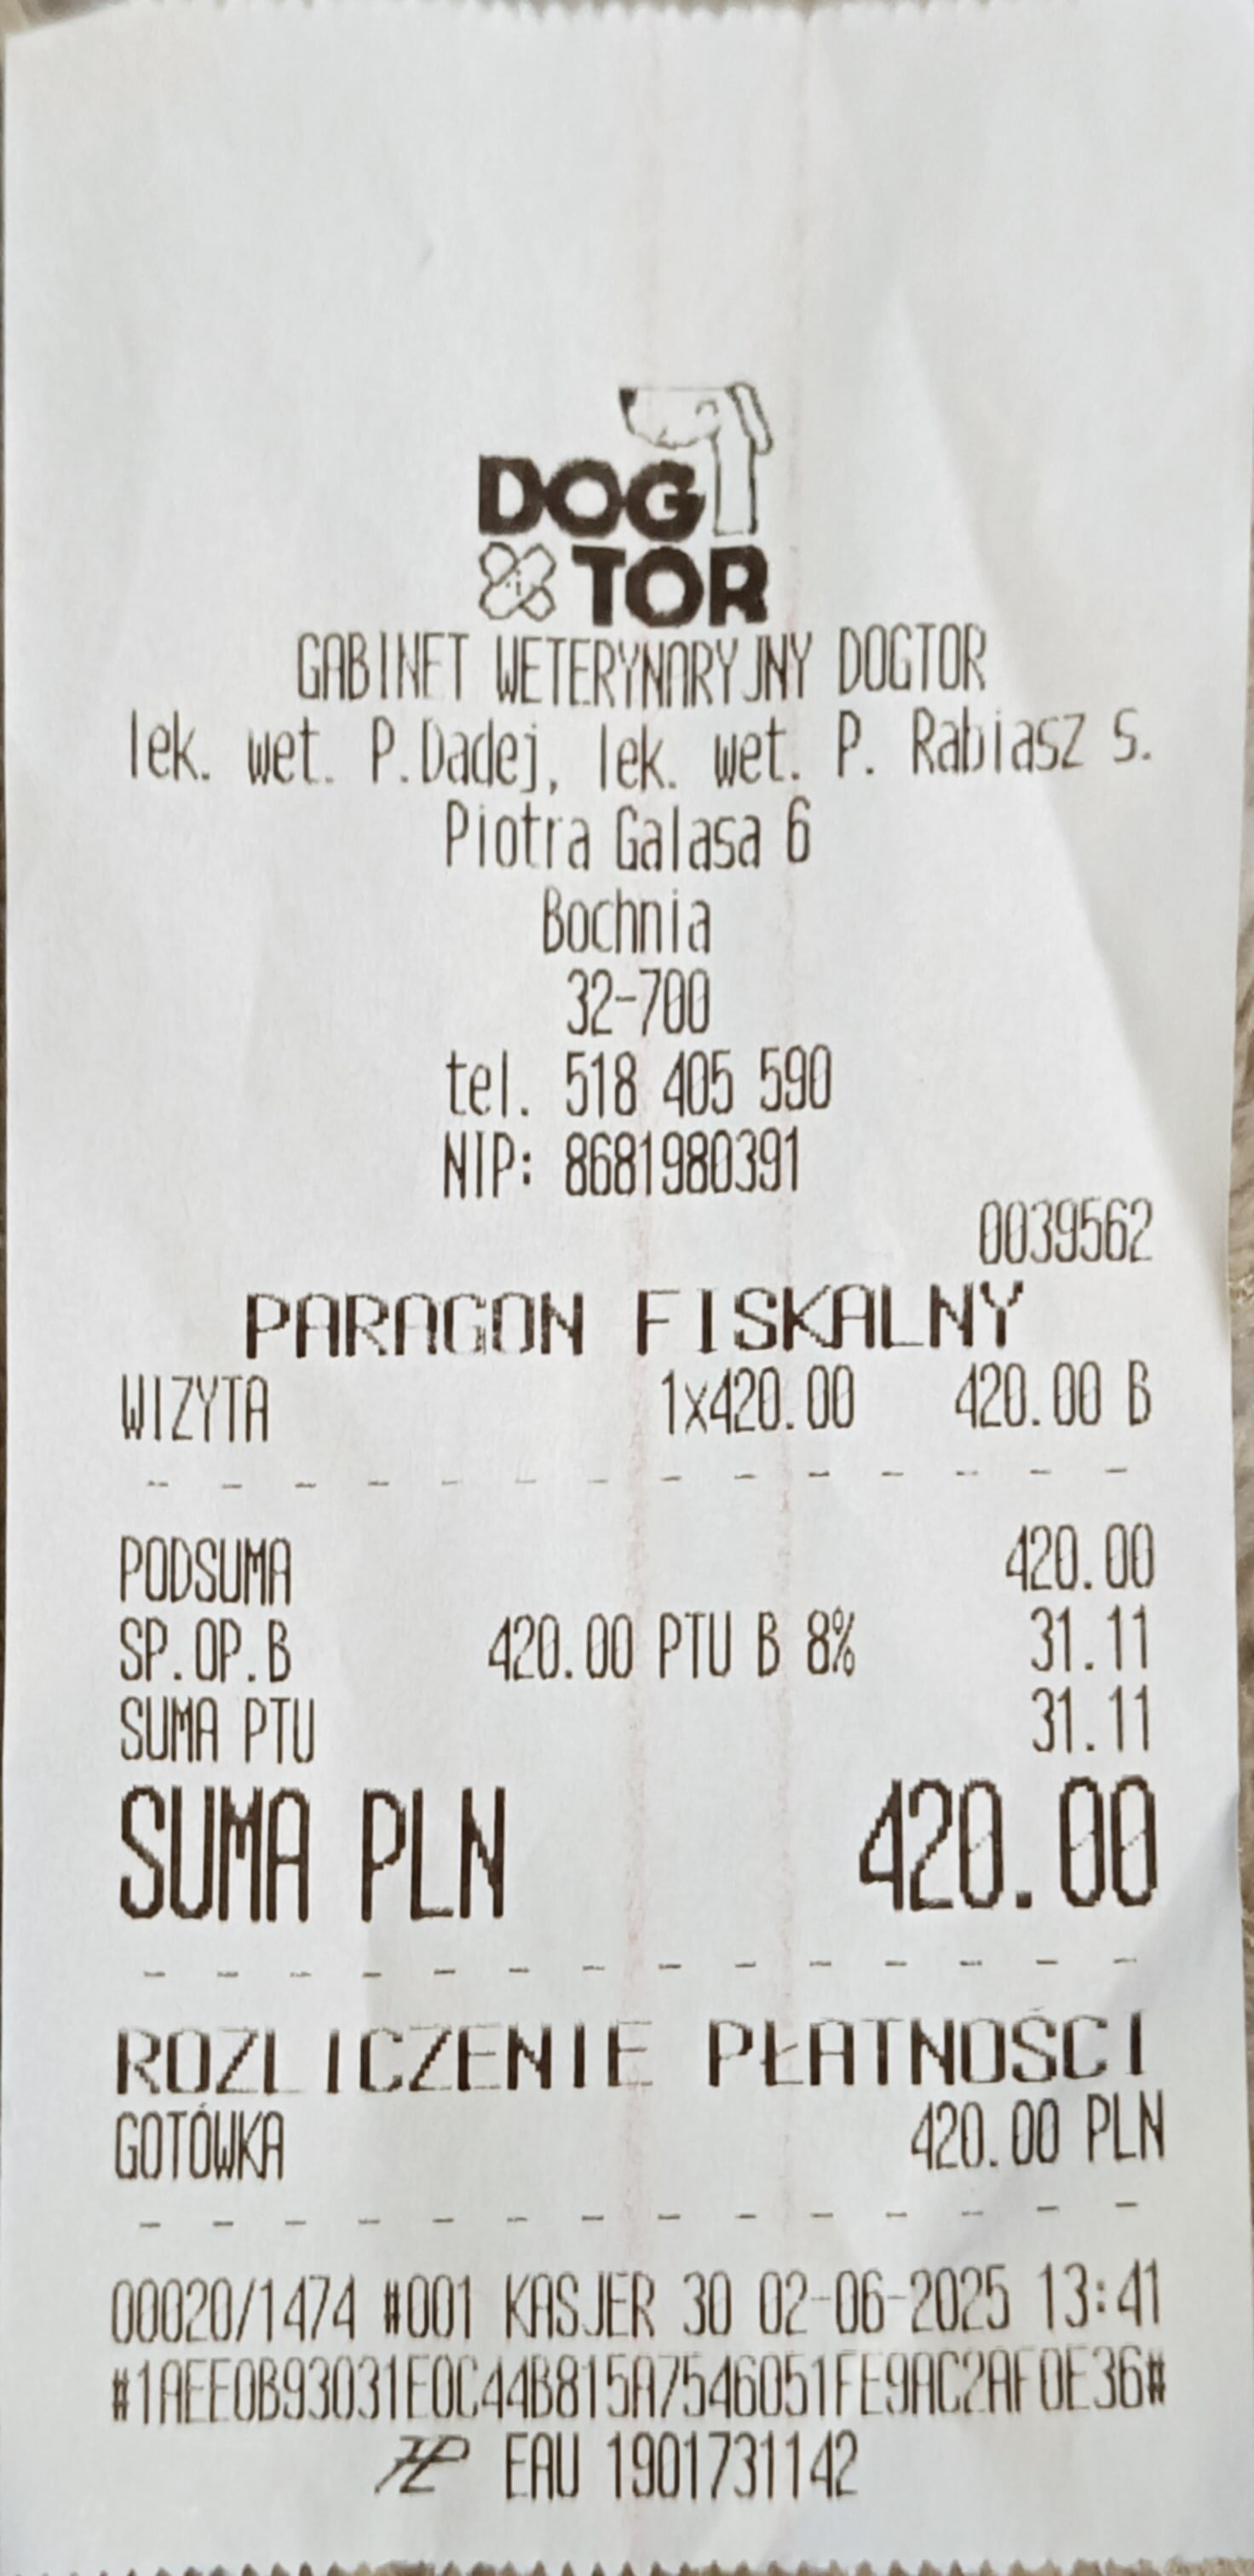 DOG
TOR
GABINET WETERYNARYJNY DOGTOR
lek. wet. P.Dadej, lek. wet. P. Rabiasz S.
Piotra Galasa 6
Bochnia
32-700
tel. 518 405 590
NIP: 8681980391
0039562
PARAGON FISKALNY
WIZYTA 1x420.00 420.00 B
PODSUMA 420.00
SP.OP.B 420.00 PTU B 8% 31.11
SUMA PTU 31.11
SUMA PLN 420.00
ROZLICZENIE PŁATNOŚCI
GOTÓWKA 420.00 PLN
00020/1474 #001 KASJER 30 02-06-2025 13:41
#1AEE0B93031E0C44B815A7546051FE9AC2AF0E36#
EAU 1901731142